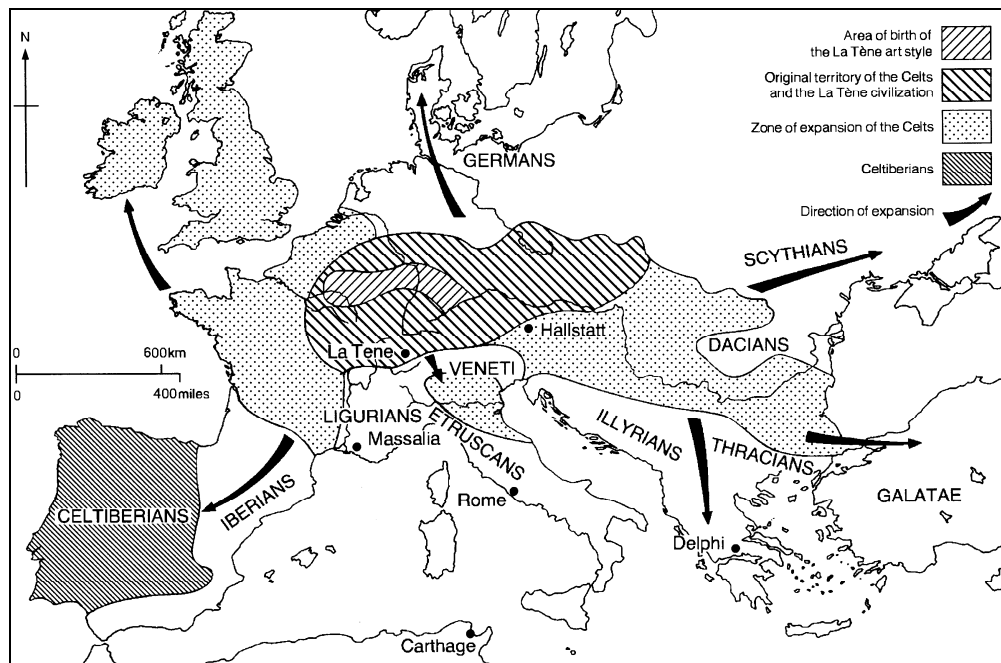 N
Area of birth of
the La Tène art style
Original territory of the Celts
and the La Tène civilization
Zone of expansion of the Celts
Celtiberians
Direction of expansion
GERMANS
SCYTHIANS
Hallstatt
DACIANS
La Tene
VENETI
0 600km
0 400miles
LIGURIANS
ETRUSCANS
ILLYRIANS
THRACIANS
Massalia
IBERIANS
CELTIBERIANS
Rome
GALATAE
Delphi
Carthage